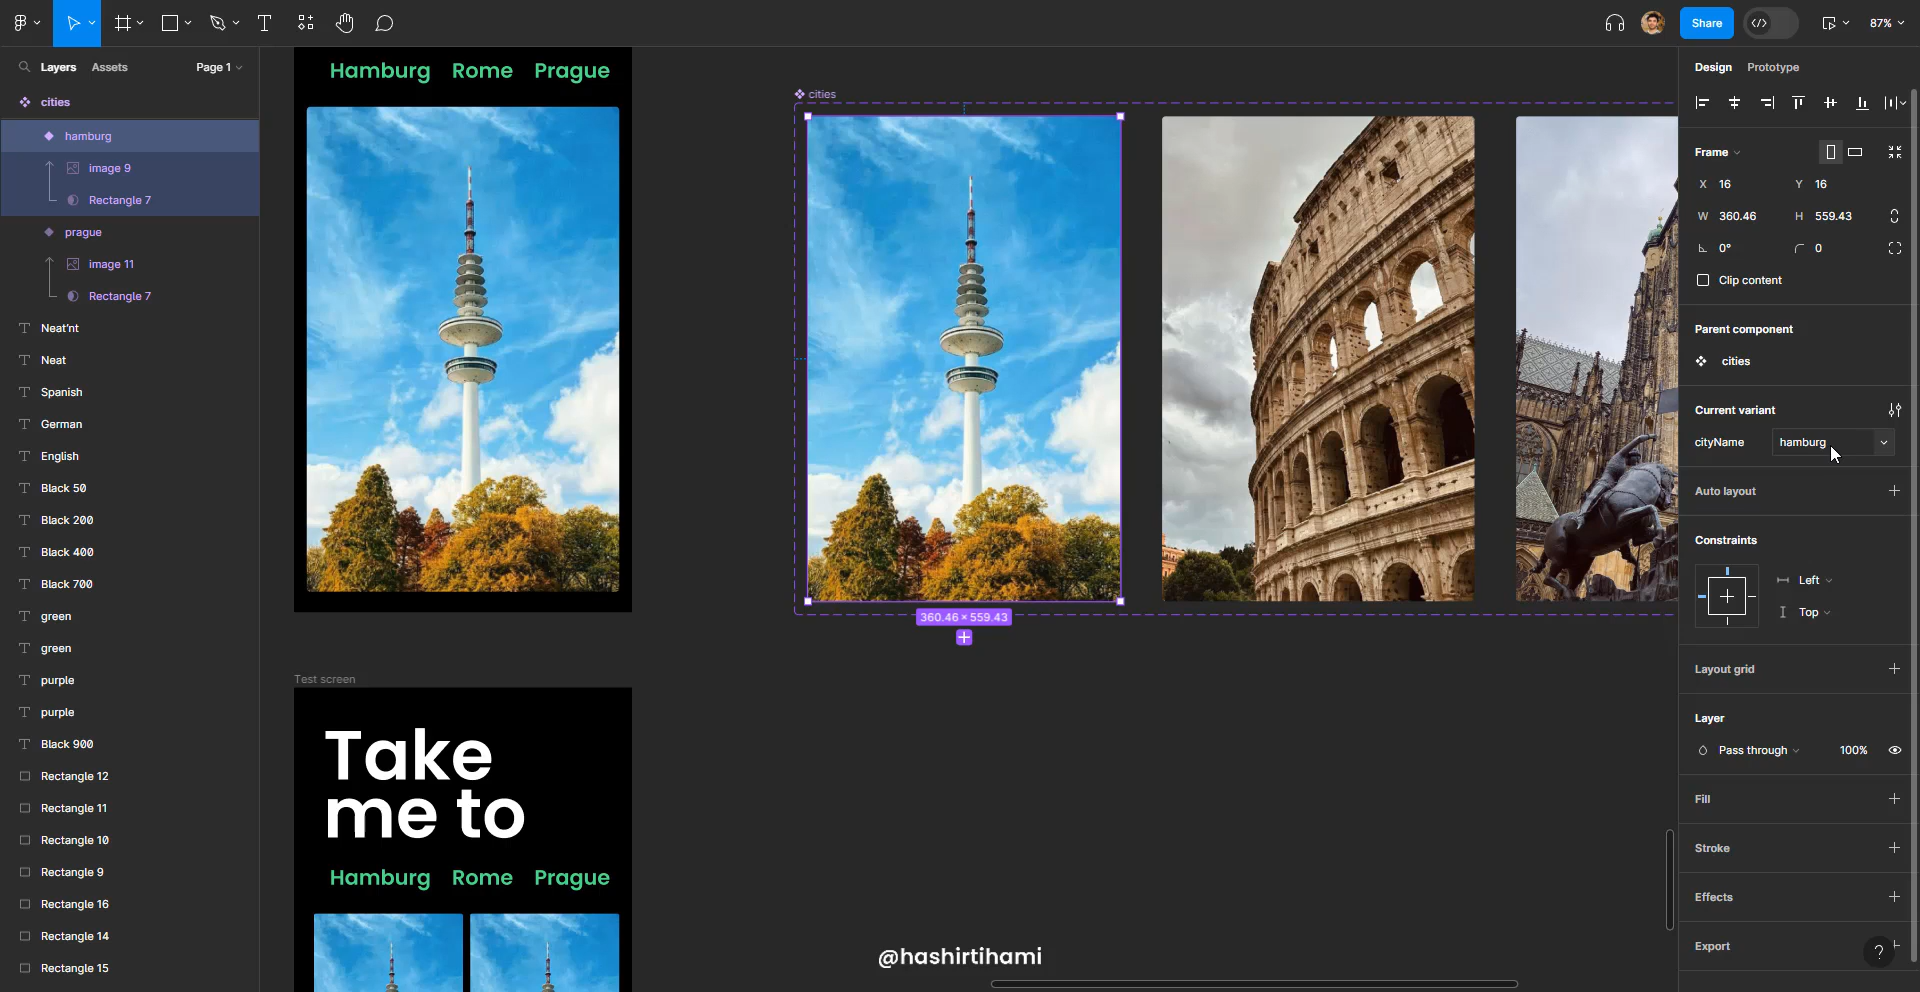 Share
87%
Layers
Assets
Page 1
cities
hamburg
image 9
Rectangle 7
prague
image 11
Rectangle 7
Neat'nt
Neat
Spanish
German
English
Black 50
Black 200
Black 400
Black 700
green
green
purple
purple
Black 900
Rectangle 12
Rectangle 11
Rectangle 10
Rectangle 9
Rectangle 16
Rectangle 14
Rectangle 15
Hamburg Rome Prague
Test screen
Take
me to
Hamburg Rome Prague
cities
360.46 × 559.43
@hashirtihami
Design
Prototype
Frame
X 16 Y 16
W 360.46 H 559.43
0° 0
Clip content
Parent component
cities
Current variant
cityName hamburg
Auto layout
Constraints
Left
Top
Layout grid
Layer
Pass through 100%
Fill
Stroke
Effects
Export
?